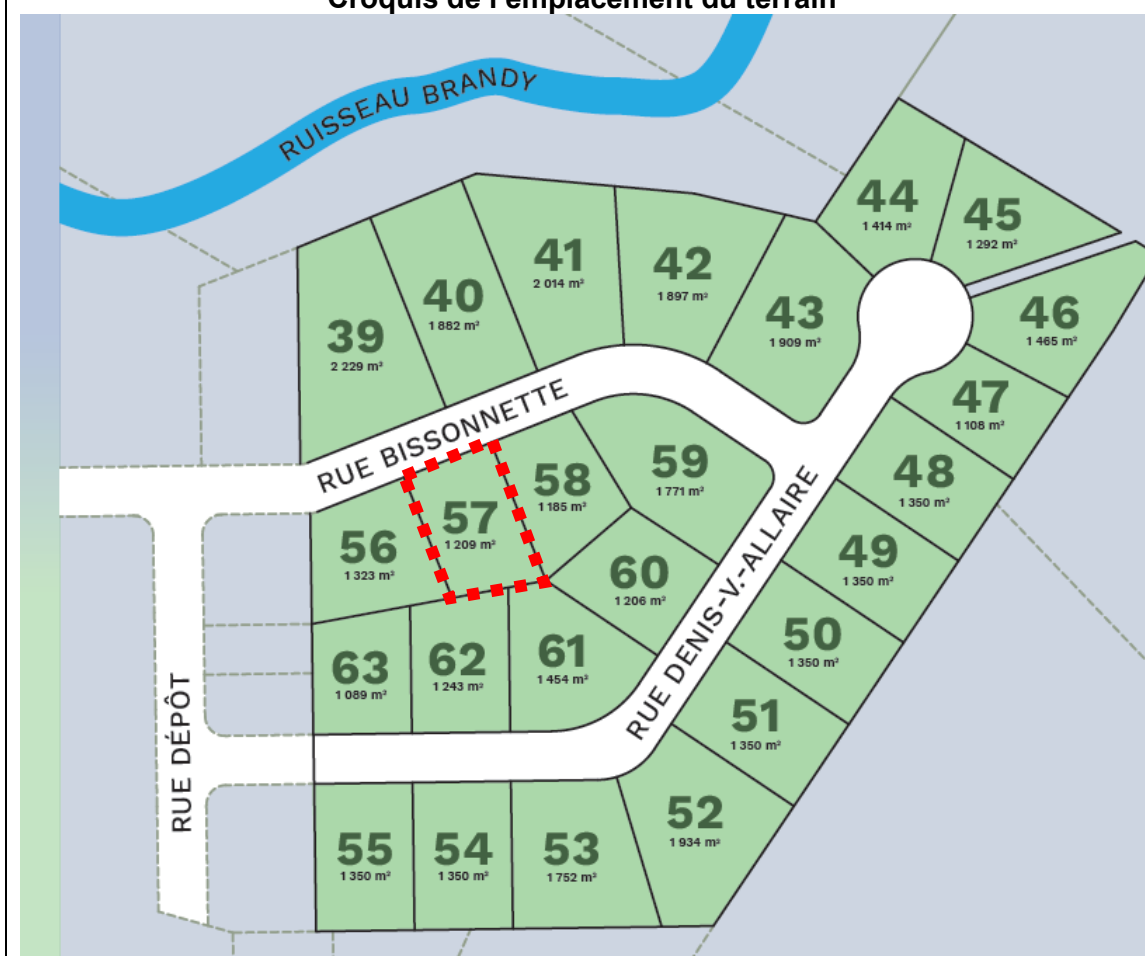 Croquis de l'emplacement du terrain
RUISSEAU BRANDY
44
1 414 m²
45
1 292 m²
41
2 014 m²
42
1 897 m²
40
1 882 m²
43
1 909 m²
46
1 465 m²
39
2 229 m²
47
1 108 m²
RUE BISSONNETTE
48
1 350 m²
59
1 771 m²
58
1 185 m²
57
1 209 m²
56
1 323 m²
49
1 350 m²
60
1 206 m²
RUE DENIS-V.-ALLAIRE
50
1 350 m²
61
1 454 m²
62
1 243 m²
63
1 089 m²
51
1 350 m²
RUE DÉPÔT
52
1 934 m²
55
1 350 m²
54
1 350 m²
53
1 752 m²